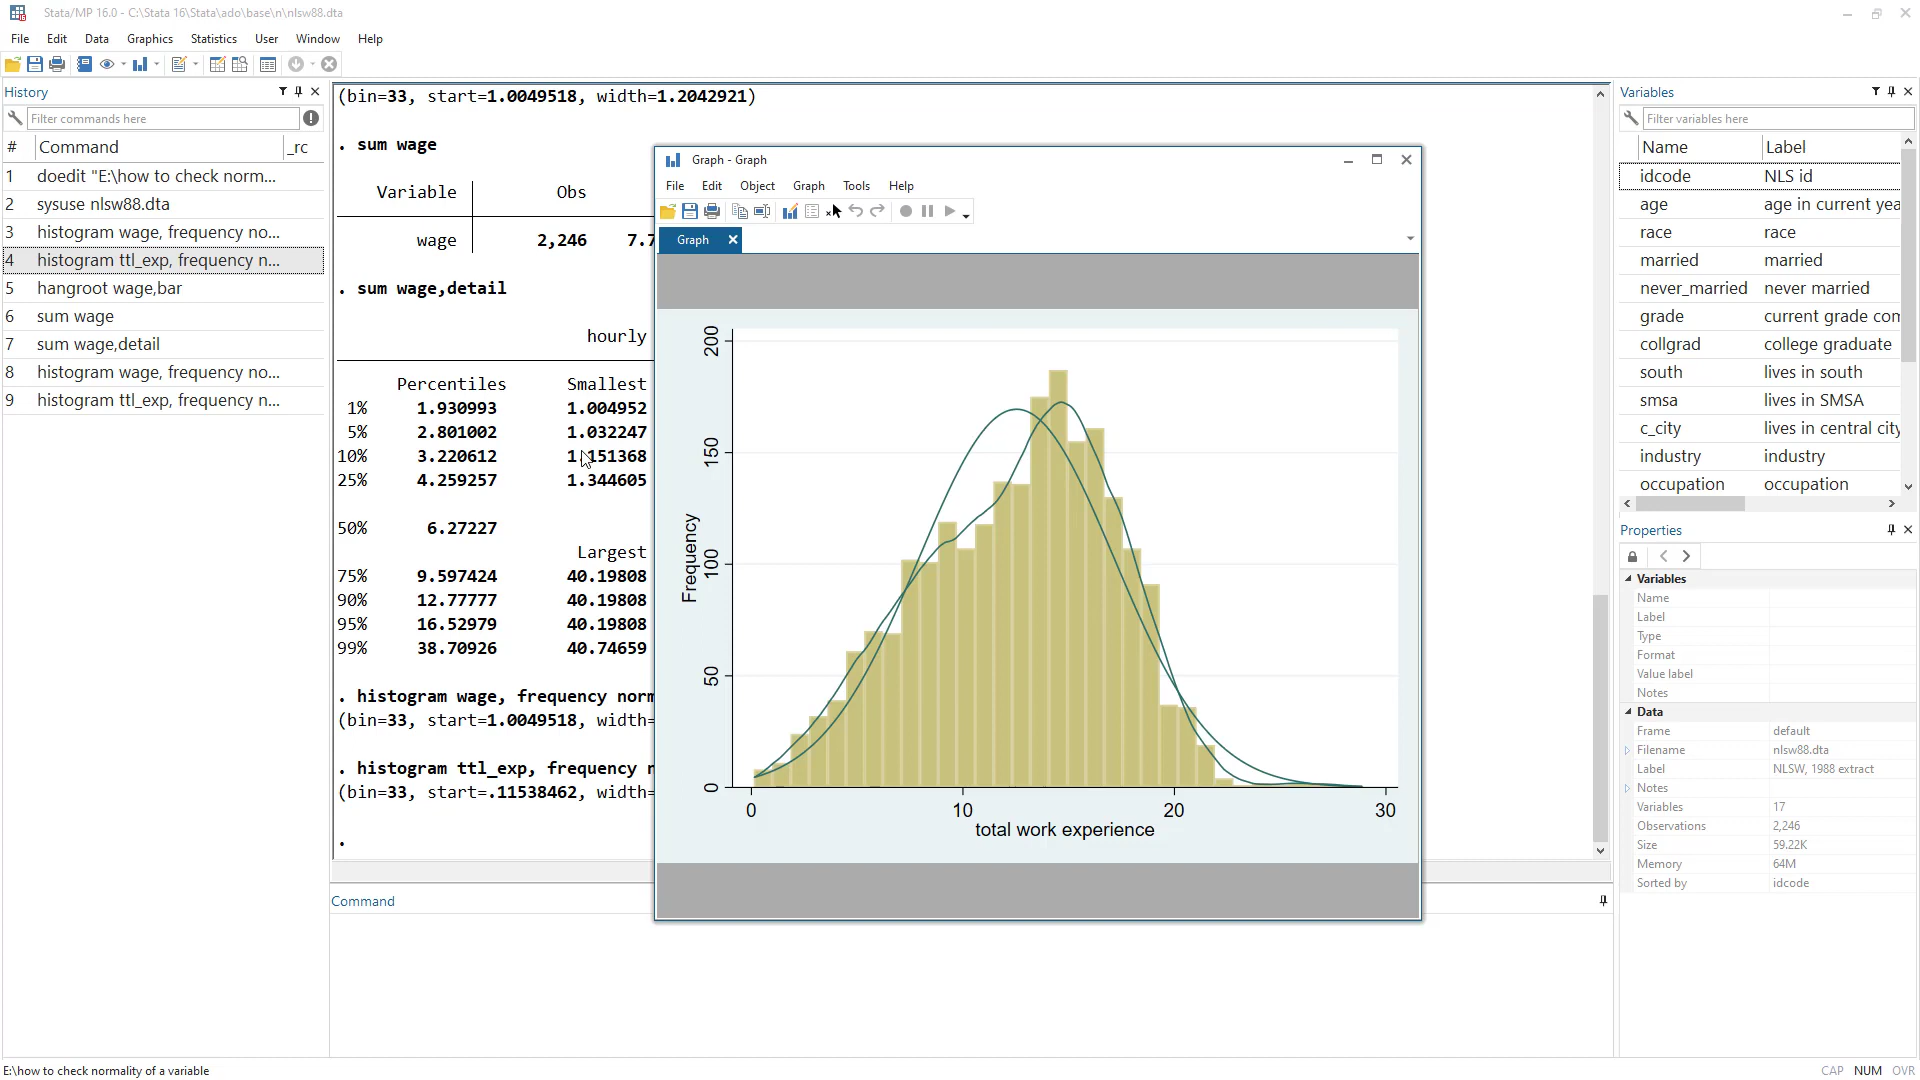 Stata/MP 16.0 - C:\Stata 16\Stata\ado\base\n\nlsw88.dta
File Edit Data Graphics Statistics User Window Help
History
Filter commands here
# Command _rc
1 doedit "E:\how to check norm...
2 sysuse nlsw88.dta
3 histogram wage, frequency no...
4 histogram ttl_exp, frequency n...
5 hangroot wage,bar
6 sum wage
7 sum wage,detail
8 histogram wage, frequency no...
9 histogram ttl_exp, frequency n...
(bin=33, start=1.0049518, width=1.2042921)
. sum wage
Variable Obs
wage 2,246 7.7
. sum wage,detail
hourly
Percentiles Smallest
1% 1.930993 1.004952
5% 2.801002 1.032247
10% 3.220612 1.151368
25% 4.259257 1.344605
50% 6.27227
Largest
75% 9.597424 40.19808
90% 12.77777 40.19808
95% 16.52979 40.19808
99% 38.70926 40.74659
. histogram wage, frequency norm
(bin=33, start=1.0049518, width=
. histogram ttl_exp, frequency n
(bin=33, start=.11538462, width=
.
Command
Graph - Graph
File Edit Object Graph Tools Help
Graph
200
150
100
50
0
Frequency
0 10 20 30
total work experience
Variables
Filter variables here
Name Label
idcode NLS id
age age in current yea
race race
married married
never_married never married
grade current grade com
collgrad college graduate
south lives in south
smsa lives in SMSA
c_city lives in central city
industry industry
occupation occupation
Properties
Variables
Name
Label
Type
Format
Value label
Notes
Data
Frame default
Filename nlsw88.dta
Label NLSW, 1988 extract
Notes
Variables 17
Observations 2,246
Size 59.22K
Memory 64M
Sorted by idcode
E:\how to check normality of a variable
CAP NUM OVR